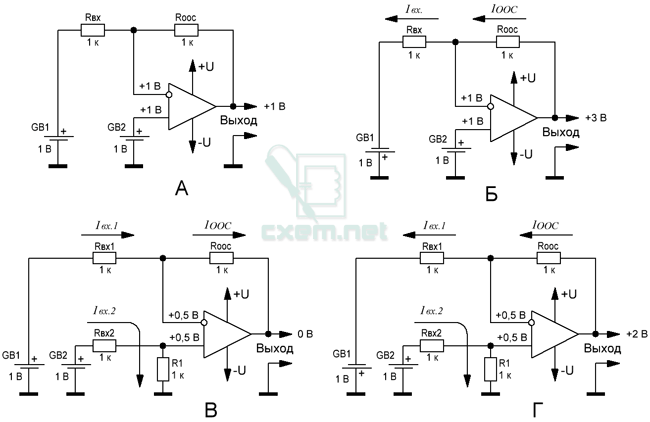 Rвх
1 к
Rоос
1 к
+U
+1 В
+1 В
+1 В
Выход
-U
GB1
+
1 В
GB2
+
1 В
А
Iвх.
IООС
Rвх
1 к
Rоос
1 к
+U
+1 В
+1 В
+3 В
Выход
-U
GB1
1 В
+
GB2
+
1 В
Б
cxem.net
Iвх.1
IООС
Rвх1
1 к
Rоос
1 к
Iвх.2
+0,5 В
+U
Rвх2
1 к
+0,5 В
0 В
Выход
-U
GB1
+
1 В
GB2
+
1 В
R1
1 к
В
Iвх.1
IООС
Rвх1
1 к
Rоос
1 к
Iвх.2
+0,5 В
+U
Rвх2
1 к
+0,5 В
+2 В
Выход
-U
GB1
1 В
+
GB2
+
1 В
R1
1 к
Г